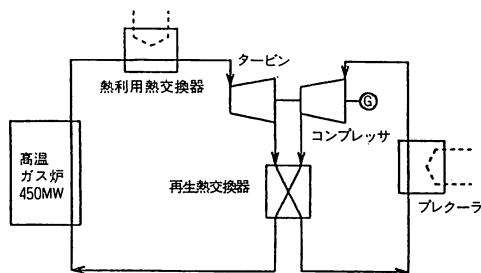 タービン
熱利用熱交換器
G
コンプレッサ
高温
ガス炉
450MW
再生熱交換器
プレクーラ